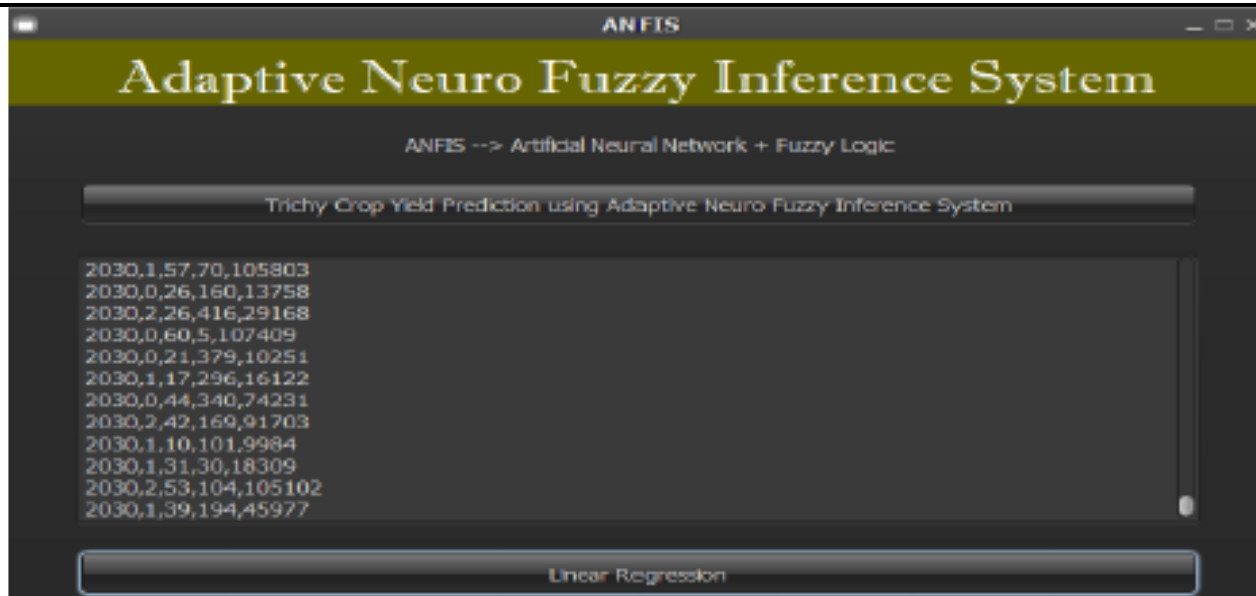 ANFIS
Adaptive Neuro Fuzzy Inference System
ANFIS --> Artificial Neural Network + Fuzzy Logic
Trichy Crop Yield Prediction using Adaptive Neuro Fuzzy Inference System
2030,1,57,70,105803
2030,0,26,160,13758
2030,2,26,416,29168
2030,0,60,5,107409
2030,0,21,379,10251
2030,1,17,296,16122
2030,0,44,340,74231
2030,2,42,169,91703
2030,1,10,101,9984
2030,1,31,30,18309
2030,2,53,104,105102
2030,1,39,194,45977
Linear Regression